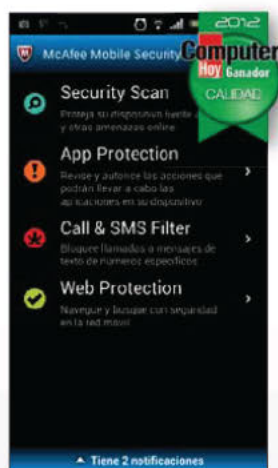 2012
McAfee Mobile Security
Computer
Hoy Ganador
CALIDAD
Security Scan
Proteja su dispositivo frente a
y otras amenazas online
App Protection
Revise y autorice las acciones que
podrán llevar a cabo las
aplicaciones en su dispositivo
Call & SMS Filter
Bloquee llamadas o mensajes de
texto de números específicos
Web Protection
Navegue y busque con seguridad
en la red móvil
Tiene 2 notificaciones